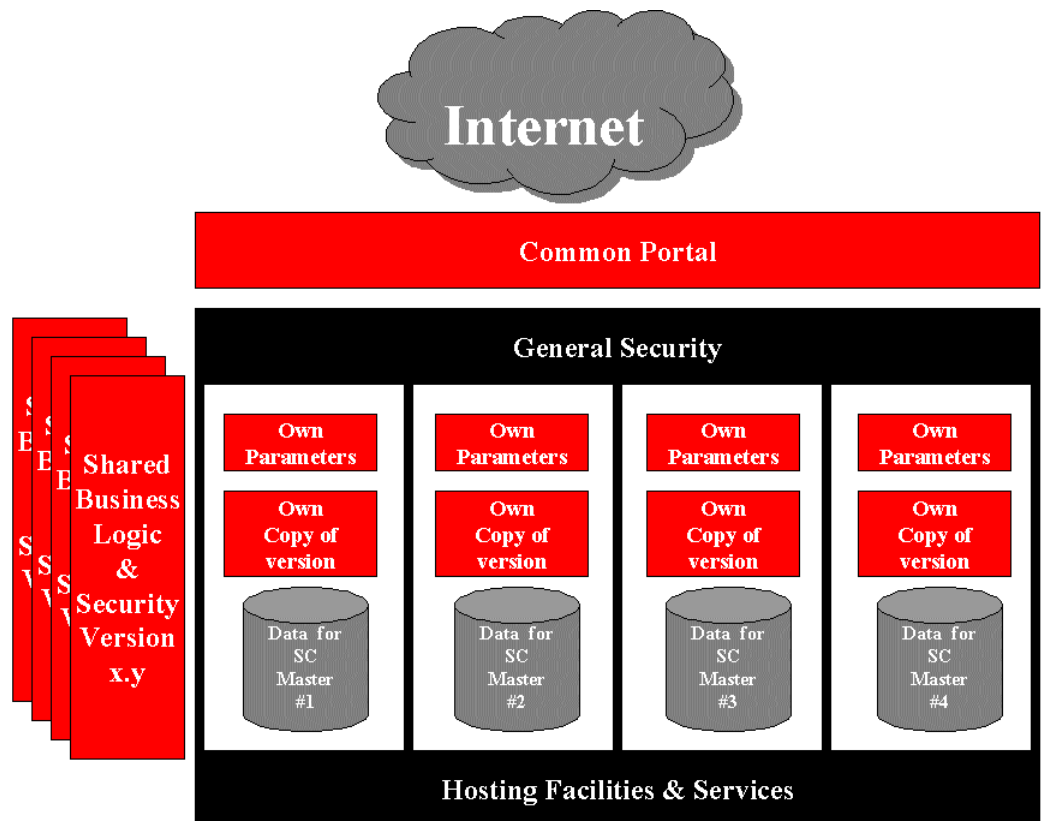 Internet
Common Portal
General Security
Shared
Business
Logic
&
Security
Version
x.y
S
B
S
V
S
B
S
V
S
B
S
V
Own
Parameters
Own
Copy of
version
Data for
SC
Master
#1
Own
Parameters
Own
Copy of
version
Data for
SC
Master
#2
Own
Parameters
Own
Copy of
version
Data for
SC
Master
#3
Own
Parameters
Own
Copy of
version
Data for
SC
Master
#4
Hosting Facilities & Services